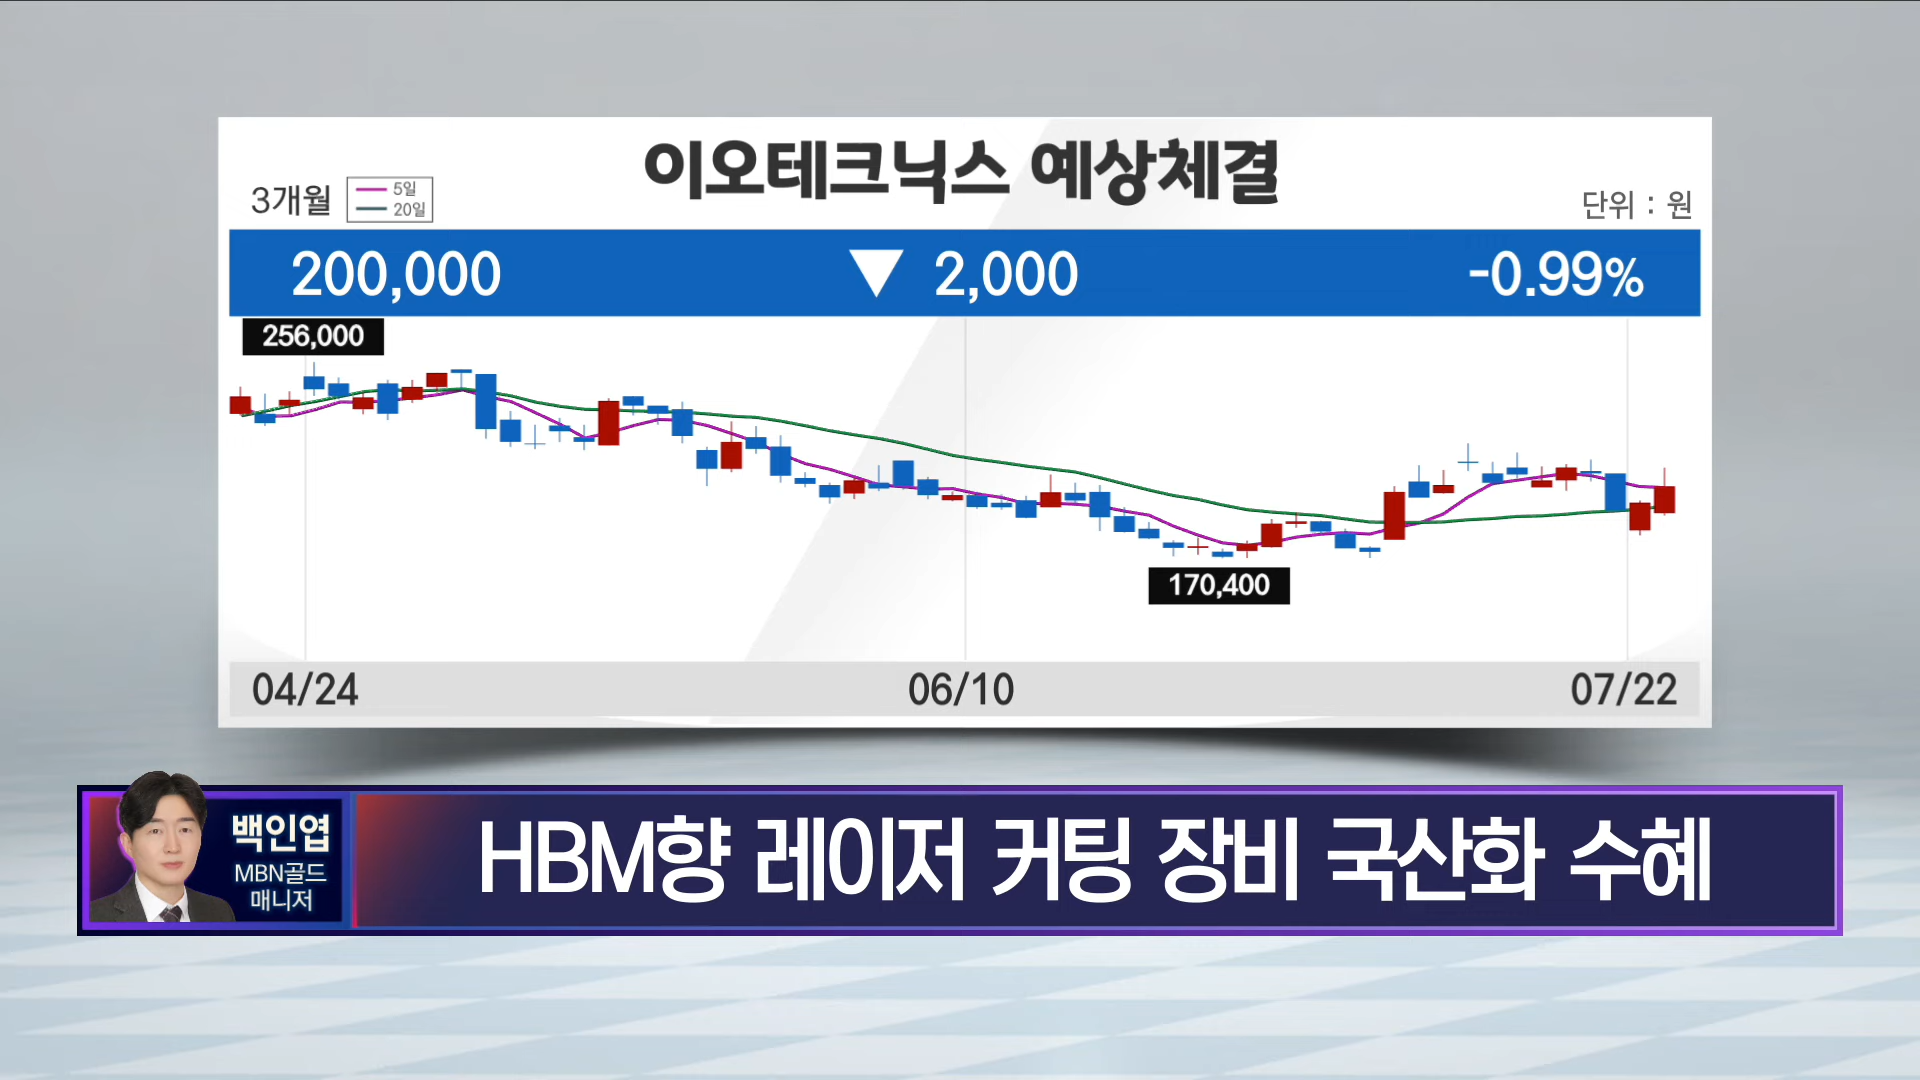 이오테크닉스 예상체결
3개월
5일
20일
단위 : 원
200,000 ▼ 2,000 -0.99%
256,000
170,400
04/24 06/10 07/22
백인엽
MBN골드
매니저
HBM향 레이저 커팅 장비 국산화 수혜